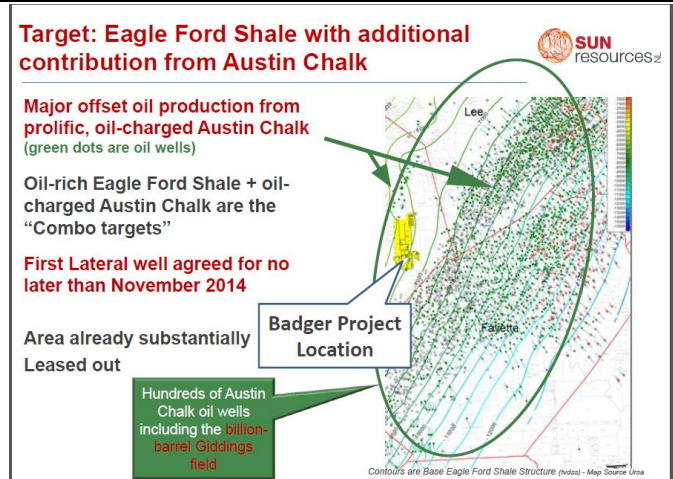 Target: Eagle Ford Shale with additional
contribution from Austin Chalk
SUN
resources NL
Major offset oil production from
prolific, oil-charged Austin Chalk
(green dots are oil wells)
Oil-rich Eagle Ford Shale + oil-
charged Austin Chalk are the
“Combo targets”
First Lateral well agreed for no
later than November 2014
Area already substantially
Leased out
Badger Project
Location
Hundreds of Austin
Chalk oil wells
including the billion-
barrel Giddings
field
Lee
Fayette
Contours are Base Eagle Ford Shale Structure (tvdss) - Map Source Ursa